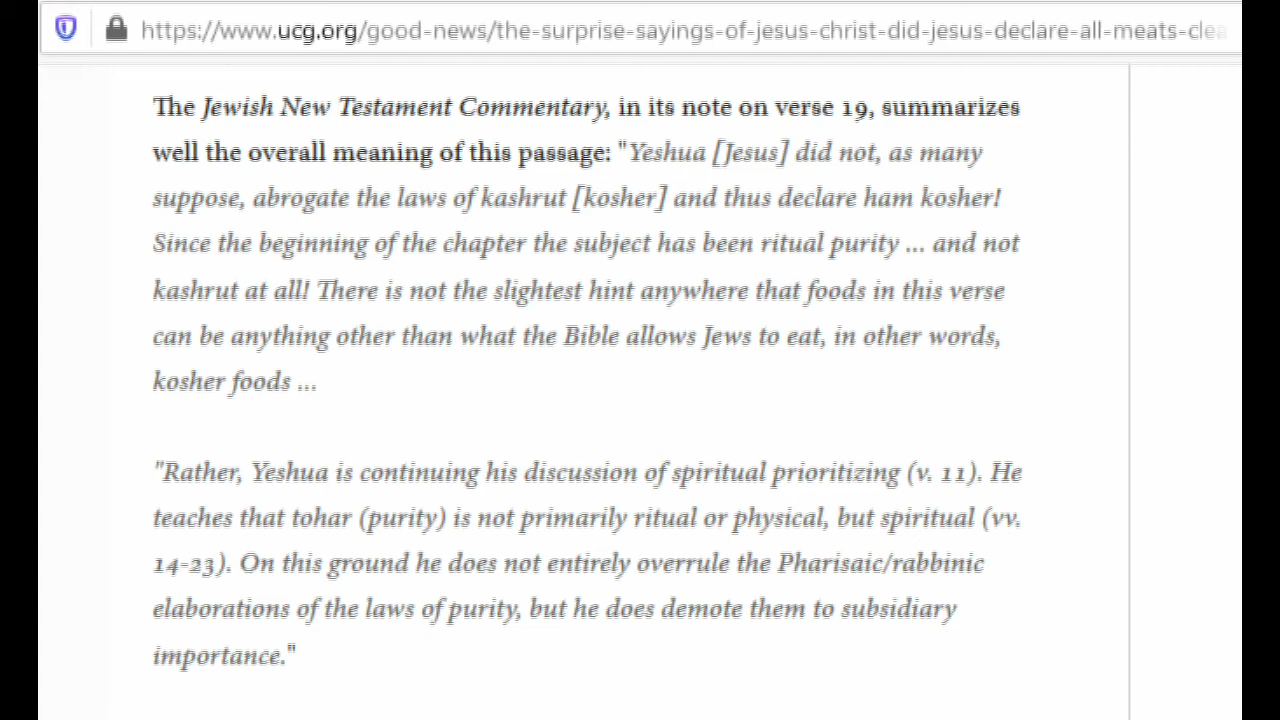 https://www.ucg.org/good-news/the-surprise-sayings-of-jesus-christ-did-jesus-declare-all-meats-clea
The Jewish New Testament Commentary, in its note on verse 19, summarizes
well the overall meaning of this passage: "Yeshua [Jesus] did not, as many
suppose, abrogate the laws of kashrut [kosher] and thus declare ham kosher!
Since the beginning of the chapter the subject has been ritual purity ... and not
kashrut at all! There is not the slightest hint anywhere that foods in this verse
can be anything other than what the Bible allows Jews to eat, in other words,
kosher foods ...
"Rather, Yeshua is continuing his discussion of spiritual prioritizing (v. 11). He
teaches that tohar (purity) is not primarily ritual or physical, but spiritual (vv.
14-23). On this ground he does not entirely overrule the Pharisaic/rabbinic
elaborations of the laws of purity, but he does demote them to subsidiary
importance."